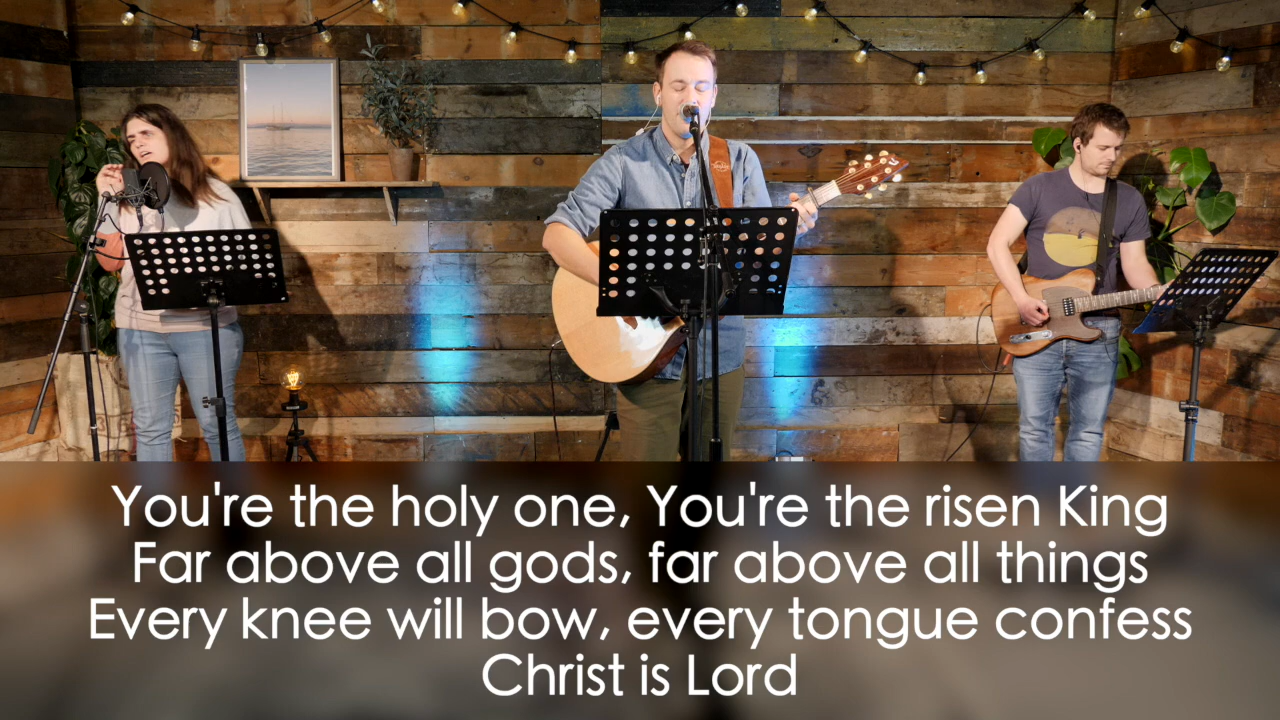 You're the holy one, You're the risen King
Far above all gods, far above all things
Every knee will bow, every tongue confess
Christ is Lord